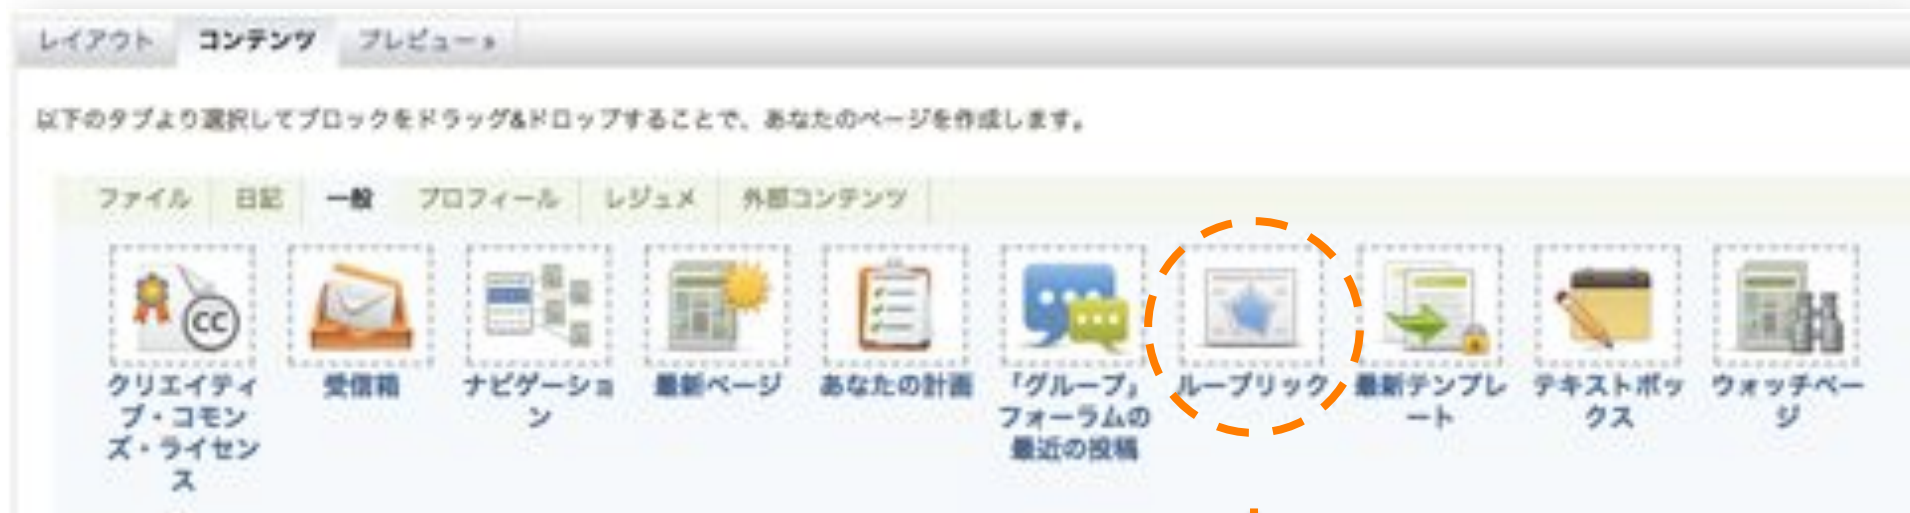 レイアウト コンテンツ プレビュー »
以下のタブより選択してブロックをドラッグ&ドロップすることで、あなたのページを作成します。
ファイル 日記 一般 プロフィール レジュメ 外部コンテンツ
クリエイティ
ブ・コモン
ズ・ライセン
ス
受信箱
ナビゲーショ
ン
最新ページ
あなたの計画
「グループ」
フォーラムの
最近の投稿
ルーブリック
最新テンプレ
ート
テキストボッ
クス
ウォッチペー
ジ